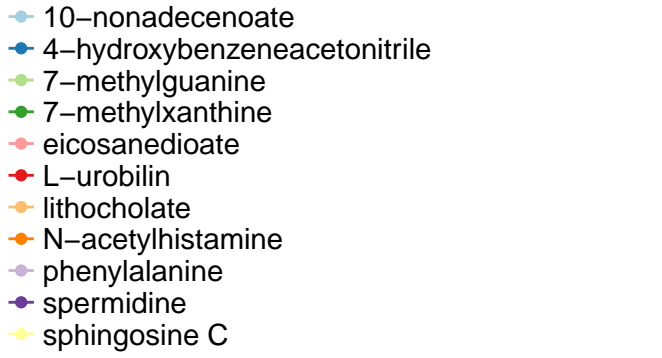 10−nonadecenoate
4−hydroxybenzeneacetonitrile
7−methylguanine
7−methylxanthine
eicosanedioate
L−urobilin
lithocholate
N−acetylhistamine
phenylalanine
spermidine
sphingosine C